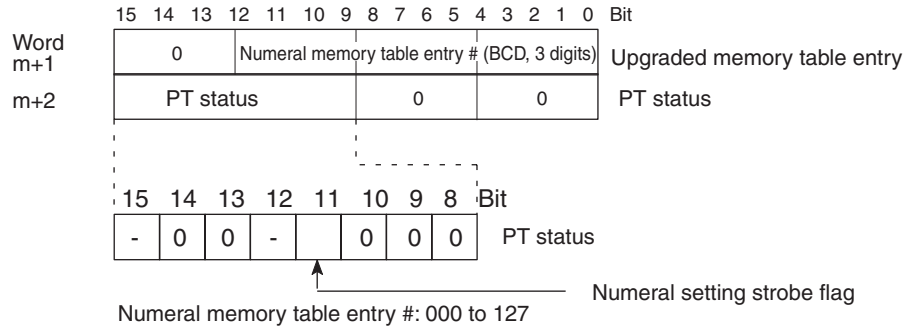 15 14 13 12 11 10 9 8 7 6 5 4 3 2 1 0 Bit
Word
m+1
0 Numeral memory table entry # (BCD, 3 digits) Upgraded memory table entry
m+2 PT status 0 0 PT status
15 14 13 12 11 10 9 8 Bit
- 0 0 - 0 0 0 PT status
Numeral setting strobe flag
Numeral memory table entry #: 000 to 127